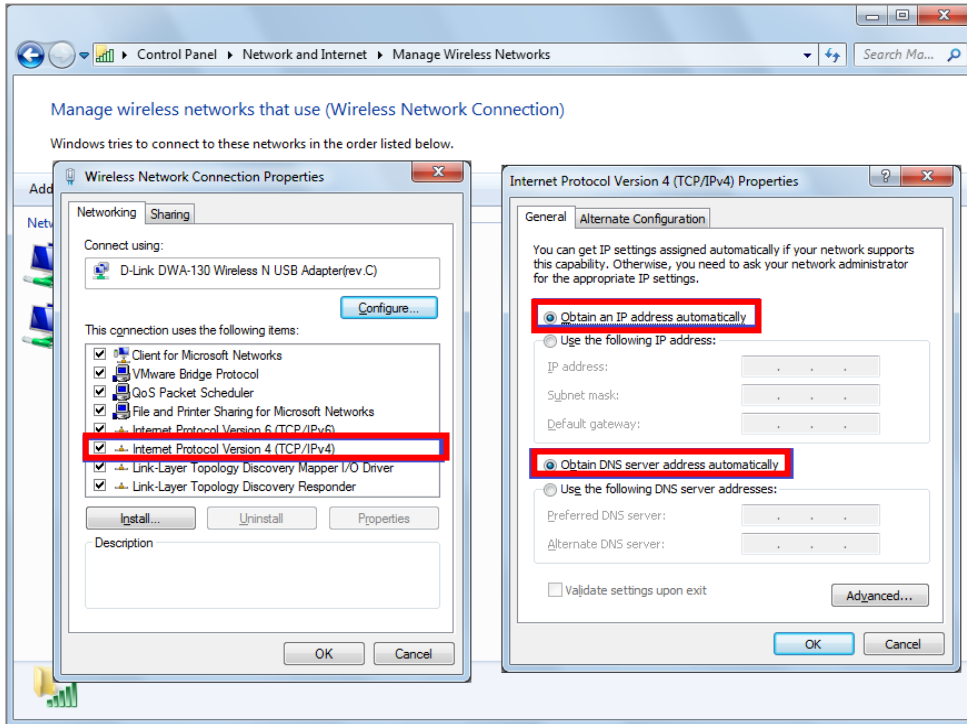 Control Panel Network and Internet Manage Wireless Networks
Search Ma...
Manage wireless networks that use (Wireless Network Connection)
Windows tries to connect to these networks in the order listed below.
Add
Netw
Wireless Network Connection Properties
Networking Sharing
Connect using:
D-Link DWA-130 Wireless N USB Adapter(rev.C)
Configure...
This connection uses the following items:
Client for Microsoft Networks
VMware Bridge Protocol
QoS Packet Scheduler
File and Printer Sharing for Microsoft Networks
Internet Protocol Version 6 (TCP/IPv6)
Internet Protocol Version 4 (TCP/IPv4)
Link-Layer Topology Discovery Mapper I/O Driver
Link-Layer Topology Discovery Responder
Install... Uninstall Properties
Description
OK Cancel
Internet Protocol Version 4 (TCP/IPv4) Properties
General Alternate Configuration
You can get IP settings assigned automatically if your network supports
this capability. Otherwise, you need to ask your network administrator
for the appropriate IP settings.
Obtain an IP address automatically
Use the following IP address:
IP address:
Subnet mask:
Default gateway:
Obtain DNS server address automatically
Use the following DNS server addresses:
Preferred DNS server:
Alternate DNS server:
Validate settings upon exit
Advanced...
OK Cancel